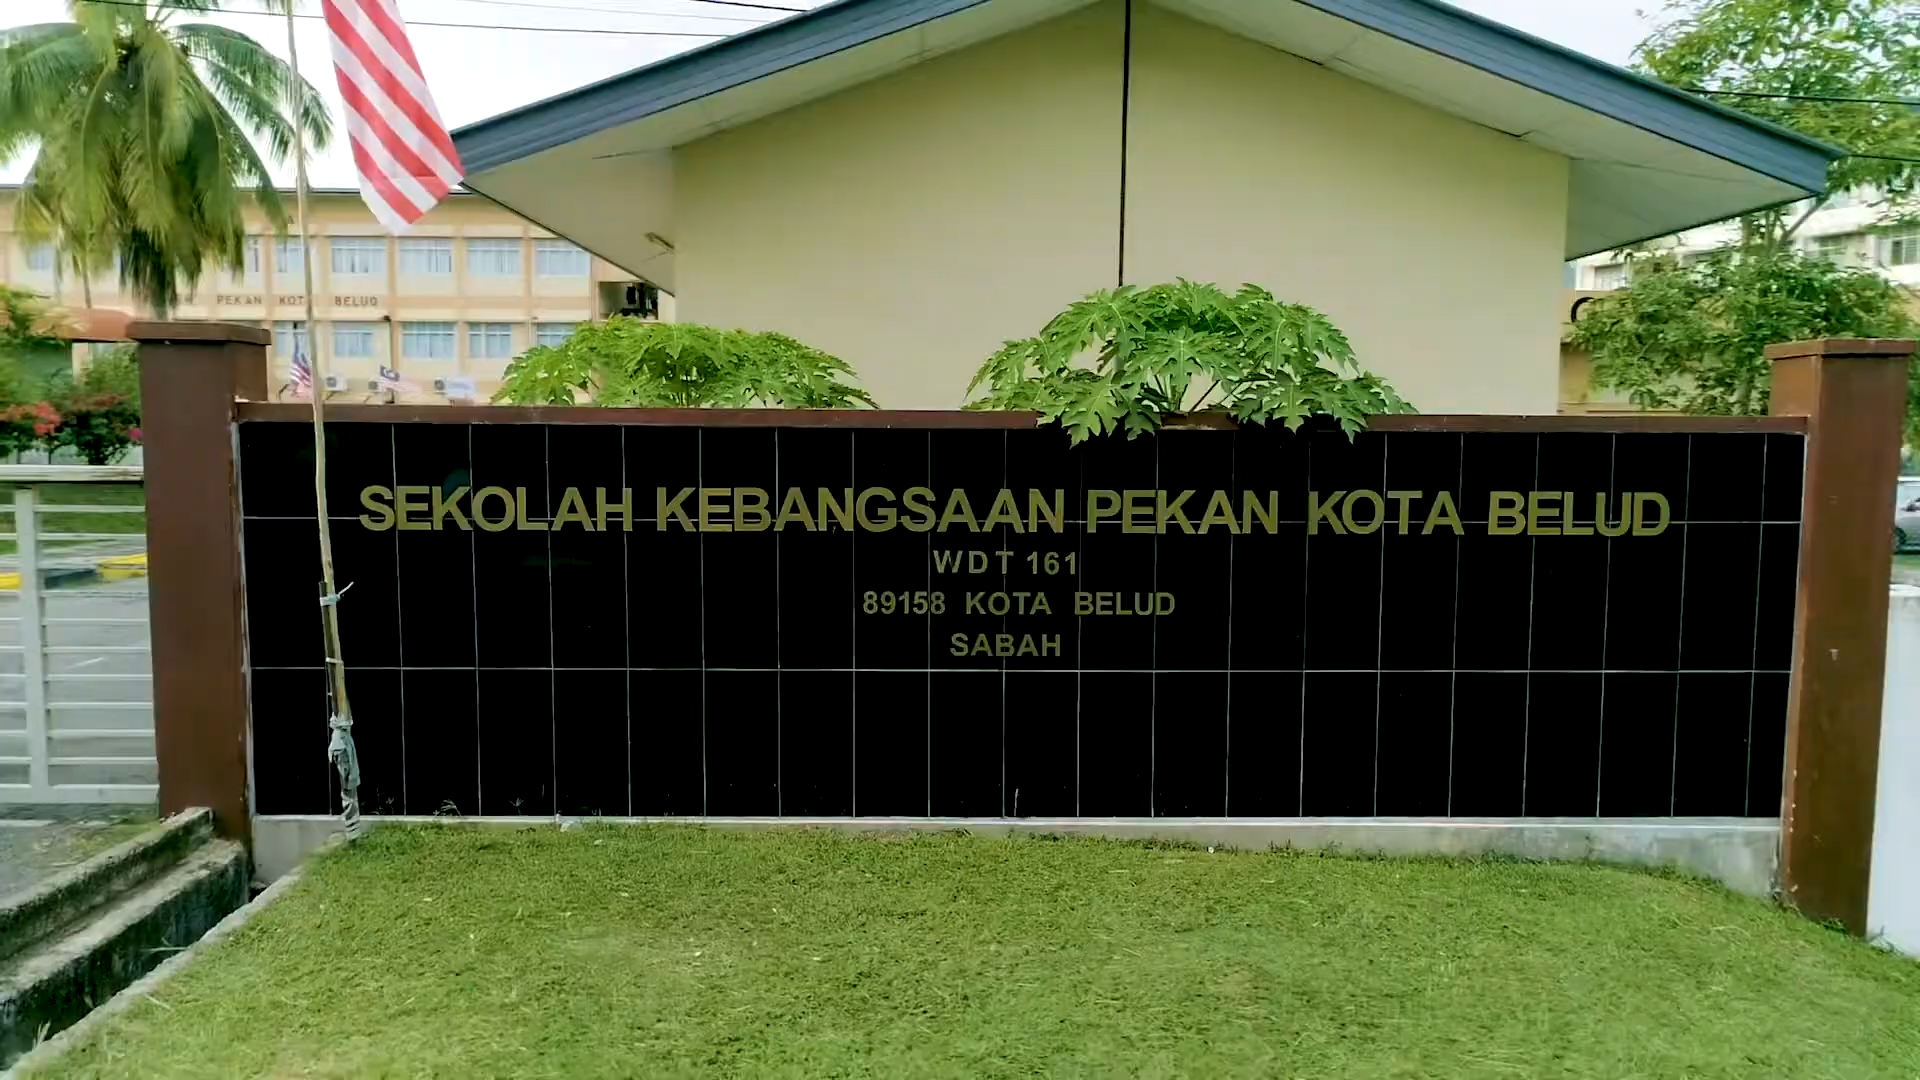 PEKAN KOTA BELUD
SEKOLAH KEBANGSAAN PEKAN KOTA BELUD
WDT 161
89158 KOTA BELUD
SABAH